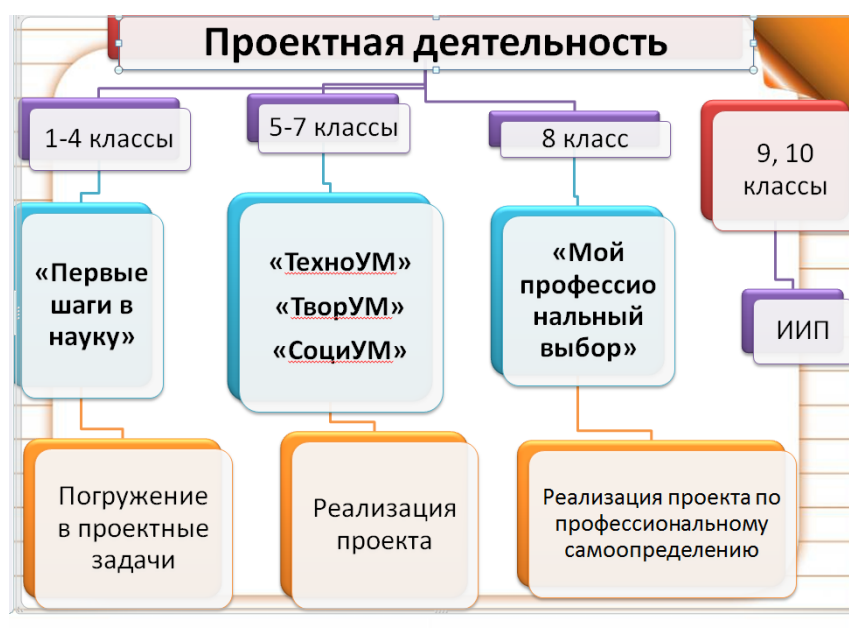 Проектная деятельность
1-4 классы
5-7 классы
8 класс
9, 10
классы
«Первые
шаги в
науку»
«ТехноУМ»
«ТворУМ»
«СоциУМ»
«Мой
профессио
нальный
выбор»
ИИП
Погружение
в проектные
задачи
Реализация
проекта
Реализация проекта по
профессиональному
самоопределению